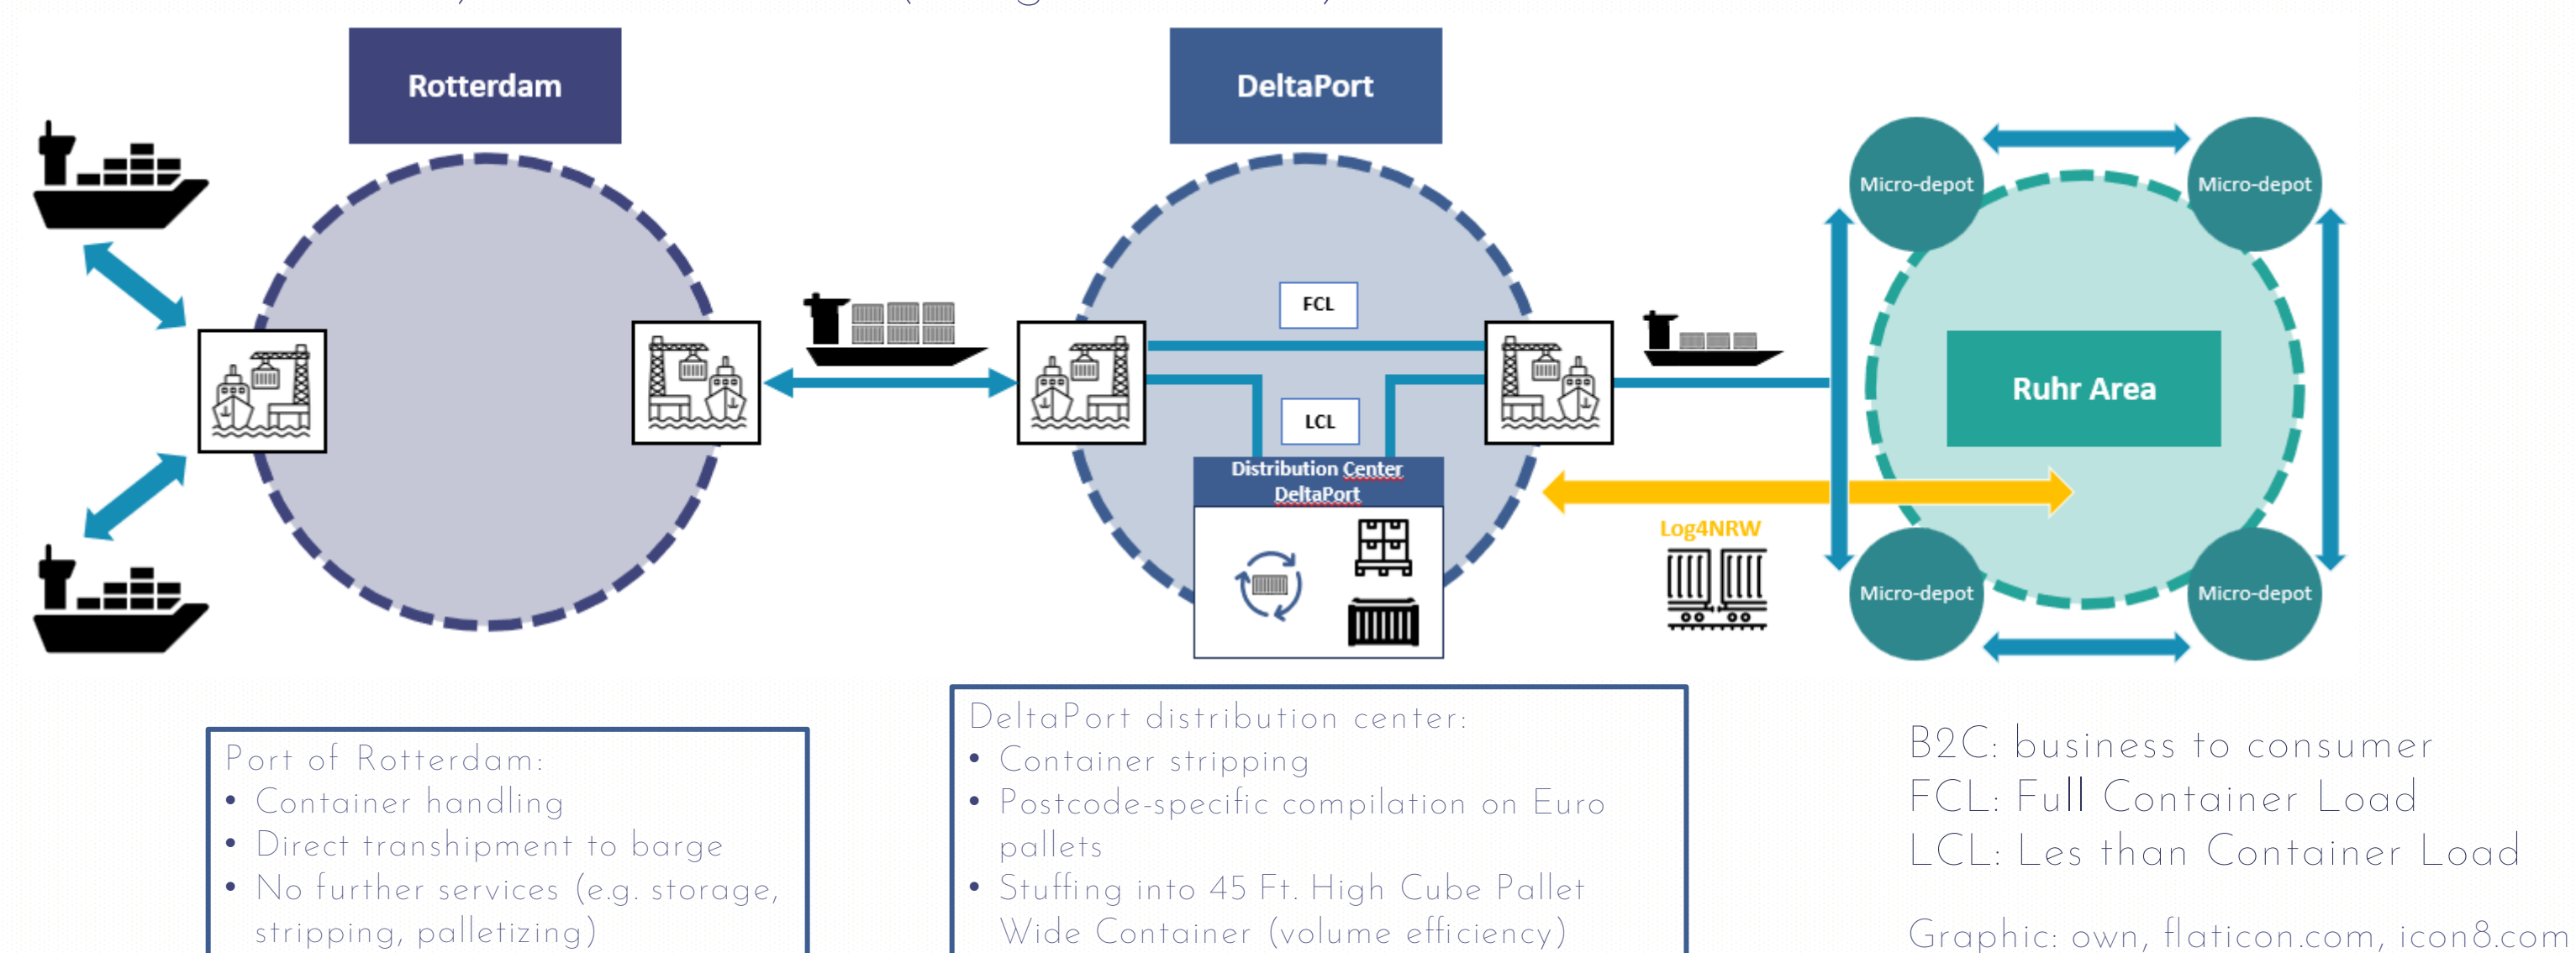 Rotterdam
DeltaPort
Micro-depot
Micro-depot
FCL
LCL
Ruhr Area
Distribution Center
DeltaPort
Log4NRW
Micro-depot
Micro-depot
Port of Rotterdam:
• Container handling
• Direct transhipment to barge
• No further services (e.g. storage,
stripping, palletizing)
DeltaPort distribution center:
• Container stripping
• Postcode-specific compilation on Euro
pallets
• Stuffing into 45 Ft. High Cube Pallet
Wide Container (volume efficiency)
B2C: business to consumer
FCL: Full Container Load
LCL: Les than Container Load
Graphic: own, flaticon.com, icon8.com